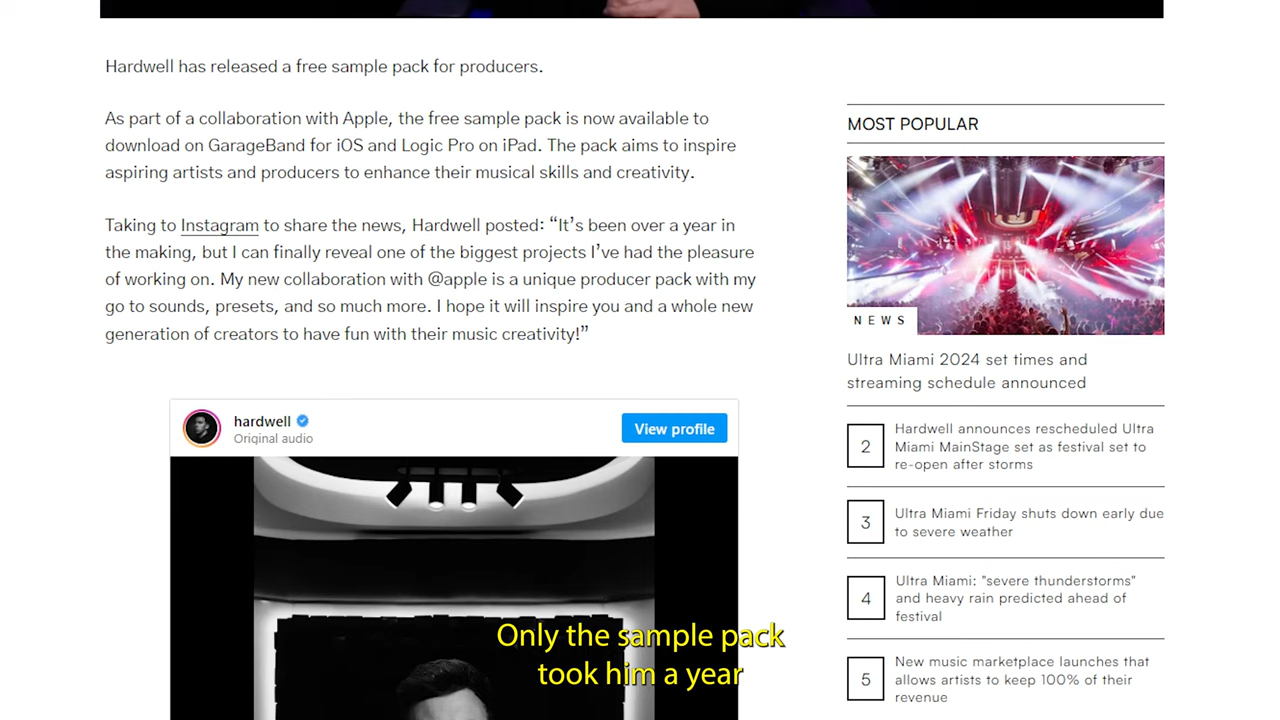 Hardwell has released a free sample pack for producers.
As part of a collaboration with Apple, the free sample pack is now available to
download on GarageBand for iOS and Logic Pro on iPad. The pack aims to inspire
aspiring artists and producers to enhance their musical skills and creativity.
Taking to Instagram to share the news, Hardwell posted: “It’s been over a year in
the making, but I can finally reveal one of the biggest projects I’ve had the pleasure
of working on. My new collaboration with @apple is a unique producer pack with my
go to sounds, presets, and so much more. I hope it will inspire you and a whole new
generation of creators to have fun with their music creativity!”
hardwell
Original audio
View profile
Only the sample pack
took him a year
MOST POPULAR
NEWS
Ultra Miami 2024 set times and
streaming schedule announced
2
Hardwell announces rescheduled Ultra
Miami MainStage set as festival set to
re-open after storms
3
Ultra Miami Friday shuts down early due
to severe weather
4
Ultra Miami: "severe thunderstorms"
and heavy rain predicted ahead of
festival
5
New music marketplace launches that
allows artists to keep 100% of their
revenue